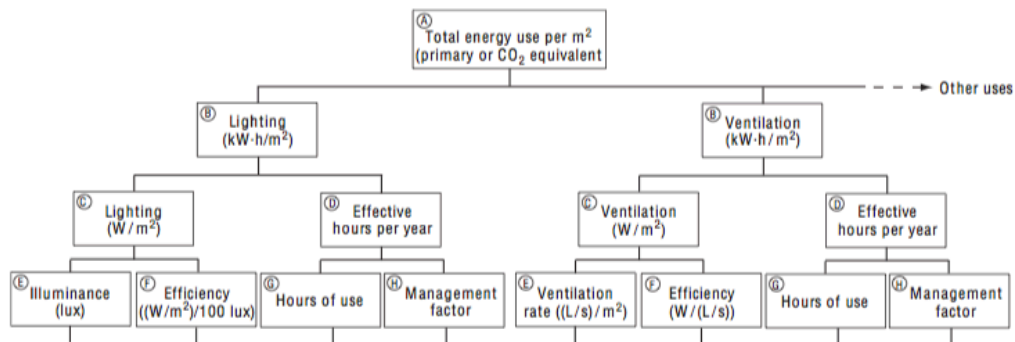 Ⓐ
Total energy use per m²
(primary or CO₂ equivalent
Other uses
Ⓑ
Lighting
(kW·h/m²)
Ⓑ
Ventilation
(kW·h/m²)
Ⓒ
Lighting
(W/m²)
Ⓓ
Effective
hours per year
Ⓒ
Ventilation
(W/m²)
Ⓓ
Effective
hours per year
Ⓔ
Illuminance
(lux)
Ⓕ
Efficiency
((W/m²)/100 lux)
Ⓖ
Hours of use
Ⓗ
Management
factor
Ⓔ
Ventilation
rate ((L/s)/m²)
Ⓕ
Efficiency
(W/(L/s))
Ⓖ
Hours of use
Ⓗ
Management
factor